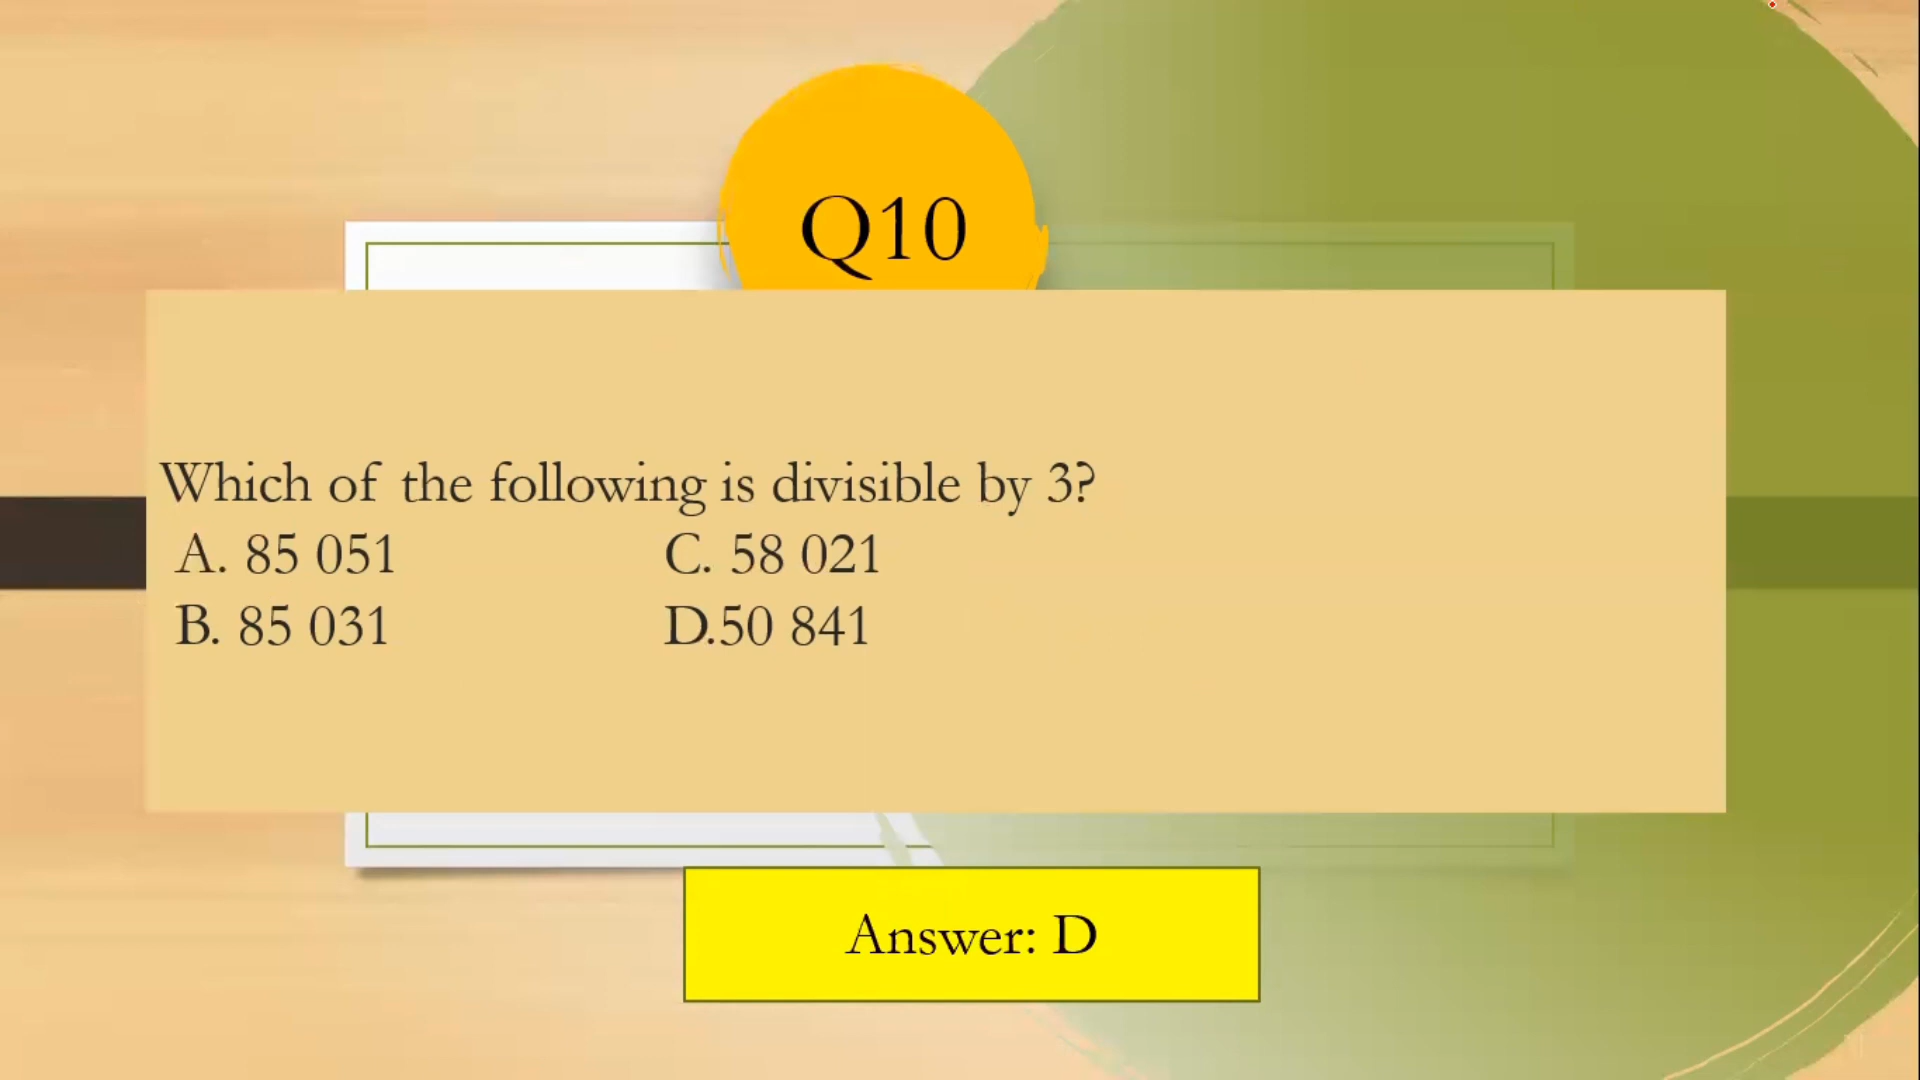 Q10
Which of the following is divisible by 3?
A. 85 051 C. 58 021
B. 85 031 D.50 841
Answer: D